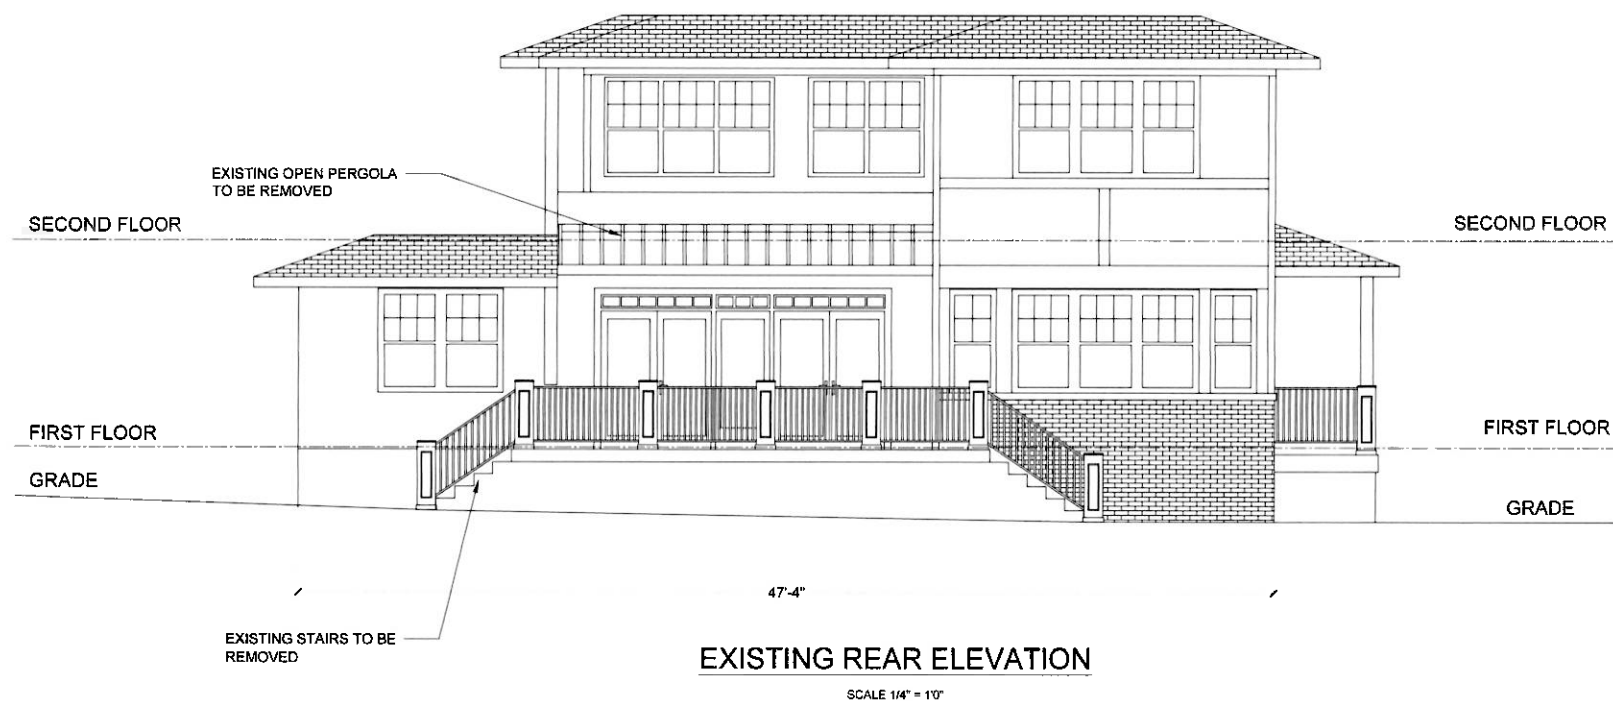 EXISTING OPEN PERGOLA
TO BE REMOVED
SECOND FLOOR
SECOND FLOOR
FIRST FLOOR
FIRST FLOOR
GRADE
GRADE
47'-4"
EXISTING STAIRS TO BE
REMOVED
EXISTING REAR ELEVATION
SCALE 1/4" = 1'0"